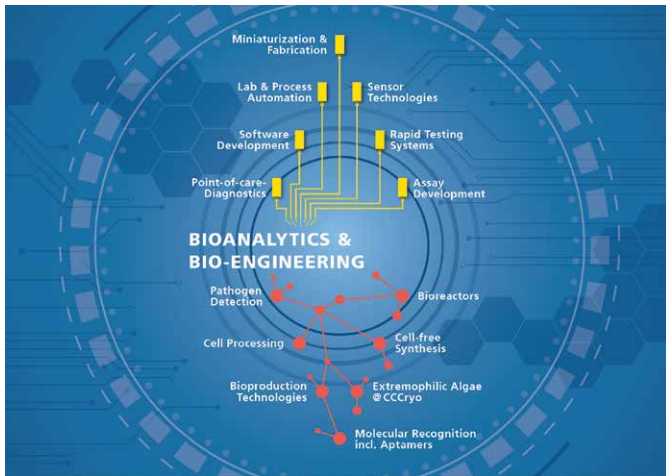 Miniaturization &
Fabrication
Lab & Process
Automation
Sensor
Technologies
Software
Development
Rapid Testing
Systems
Point-of-care-
Diagnostics
Assay
Development
BIOANALYTICS &
BIO-ENGINEERING
Pathogen
Detection
Bioreactors
Cell Processing
Cell-free
Synthesis
Bioproduction
Technologies
Extremophilic Algae
@CCCryo
Molecular Recognition
incl. Aptamers